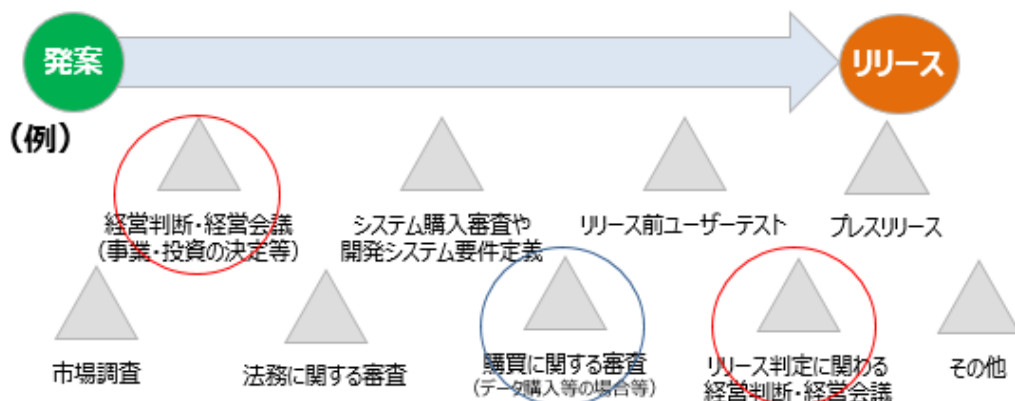 発案
リリース
(例)
経営判断・経営会議
(事業・投資の決定等)
システム購入審査や
開発システム要件定義
リリース前ユーザーテスト
プレスリリース
市場調査
法務に関する審査
購買に関する審査
(データ購入等の場合等)
リリース判定に関わる
経営判断・経営会議
その他